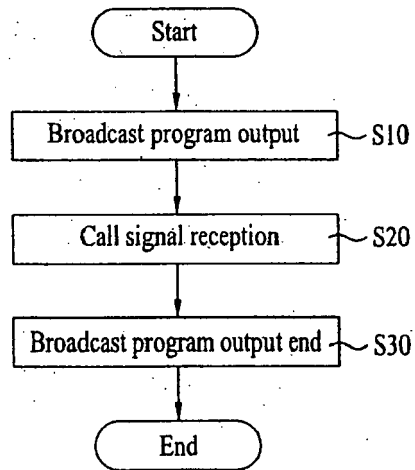 Start
Broadcast program output S10
Call signal reception S20
Broadcast program output end S30
End